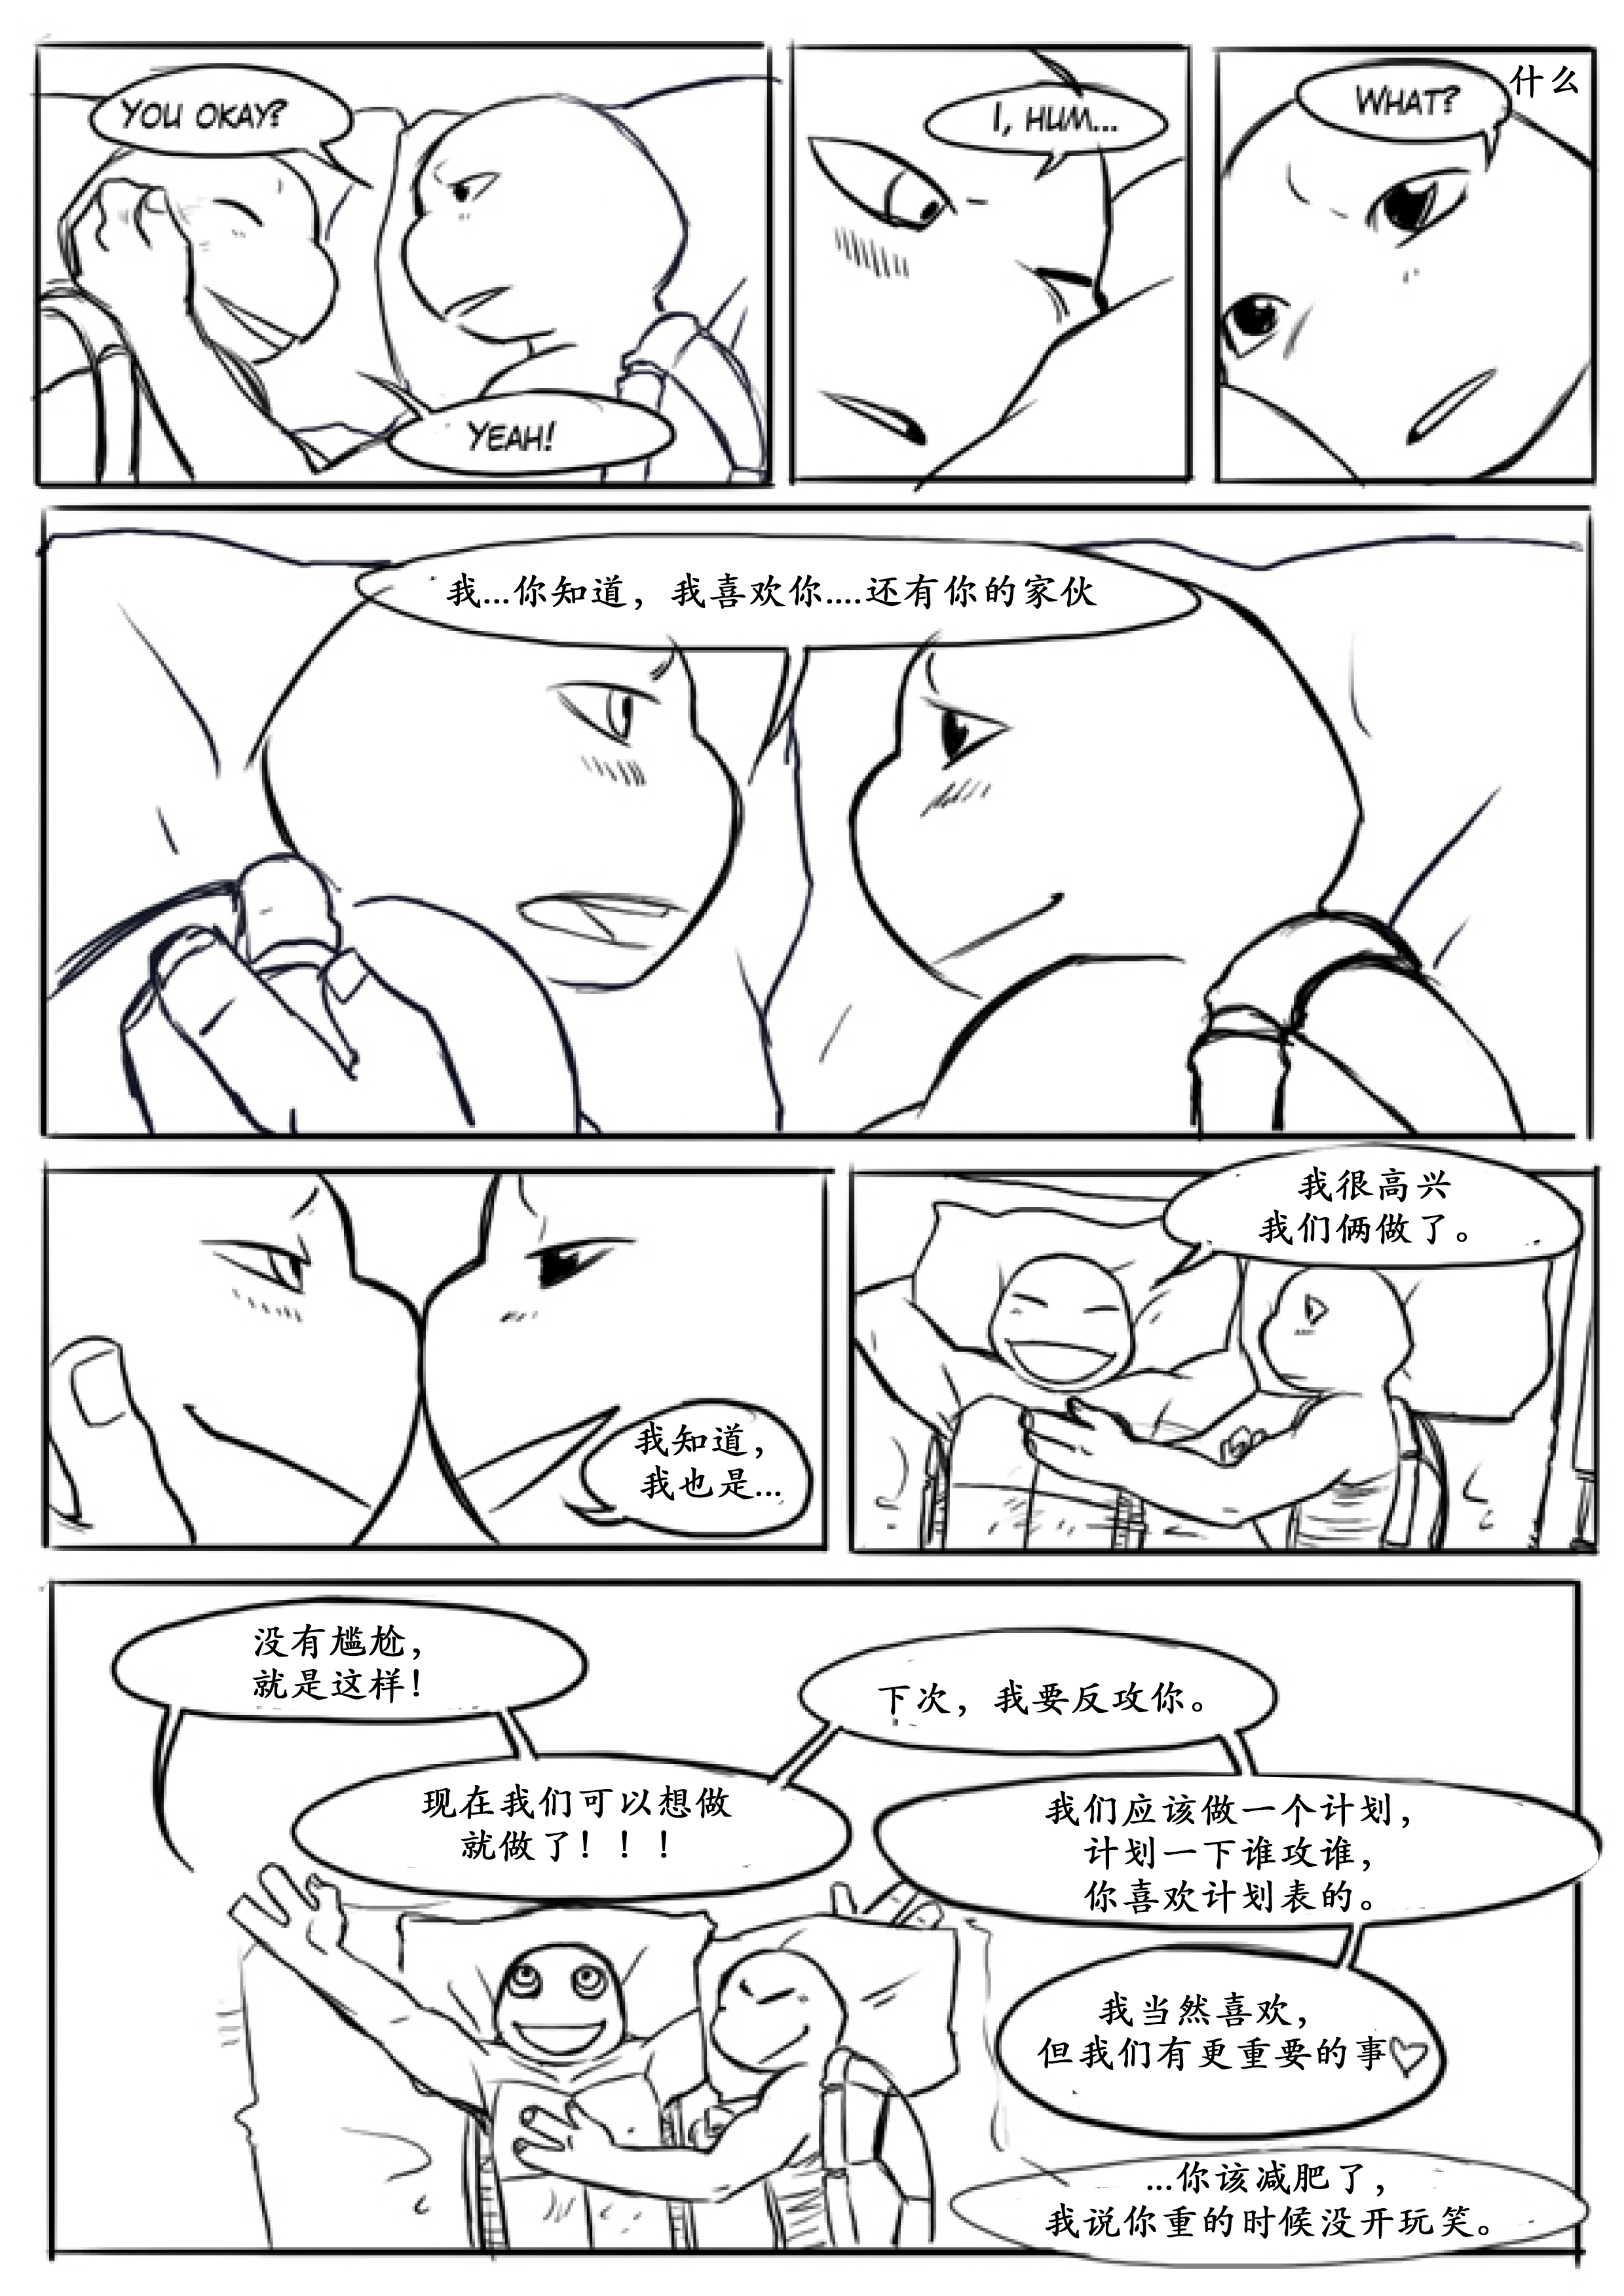 YOU OKAY?
YEAH!
I, HUM...
WHAT?
什么
我...你知道，我喜欢你....还有你的家伙
我知道，
我也是...
我很高兴
我们俩做了。
没有尴尬，
就是这样！
现在我们可以想做
就做了！！！
下次，我要反攻你。
我们应该做一个计划，
计划一下谁攻谁，
你喜欢计划表的。
我当然喜欢，
但我们有更重要的事♡
...你该减肥了，
我说你重的时候没开玩笑。